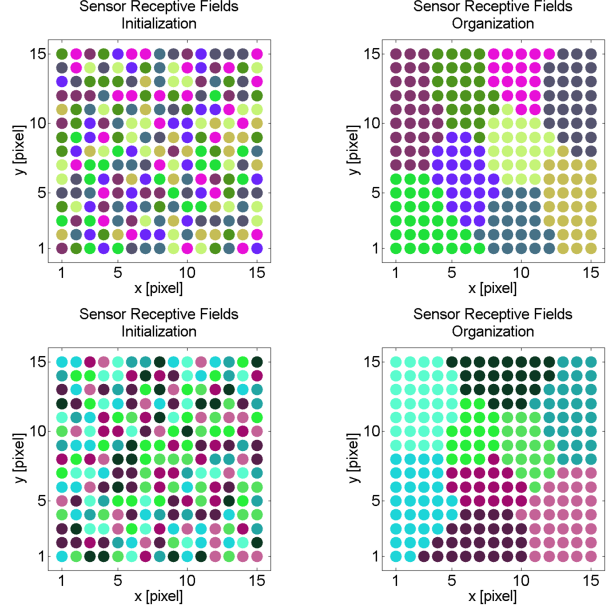 Sensor Receptive Fields
Initialization
15
10
5
1
y [pixel]
1 5 10 15
x [pixel]
Sensor Receptive Fields
Organization
15
10
5
1
y [pixel]
1 5 10 15
x [pixel]
Sensor Receptive Fields
Initialization
15
10
5
1
y [pixel]
1 5 10 15
x [pixel]
Sensor Receptive Fields
Organization
15
10
5
1
y [pixel]
1 5 10 15
x [pixel]